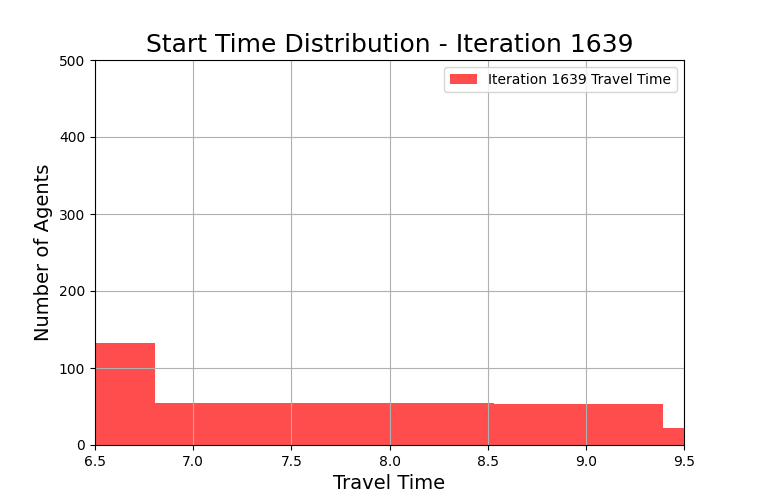 Start Time Distribution - Iteration 1639
500
400
300
200
100
0
Number of Agents
Iteration 1639 Travel Time
6.5 7.0 7.5 8.0 8.5 9.0 9.5
Travel Time